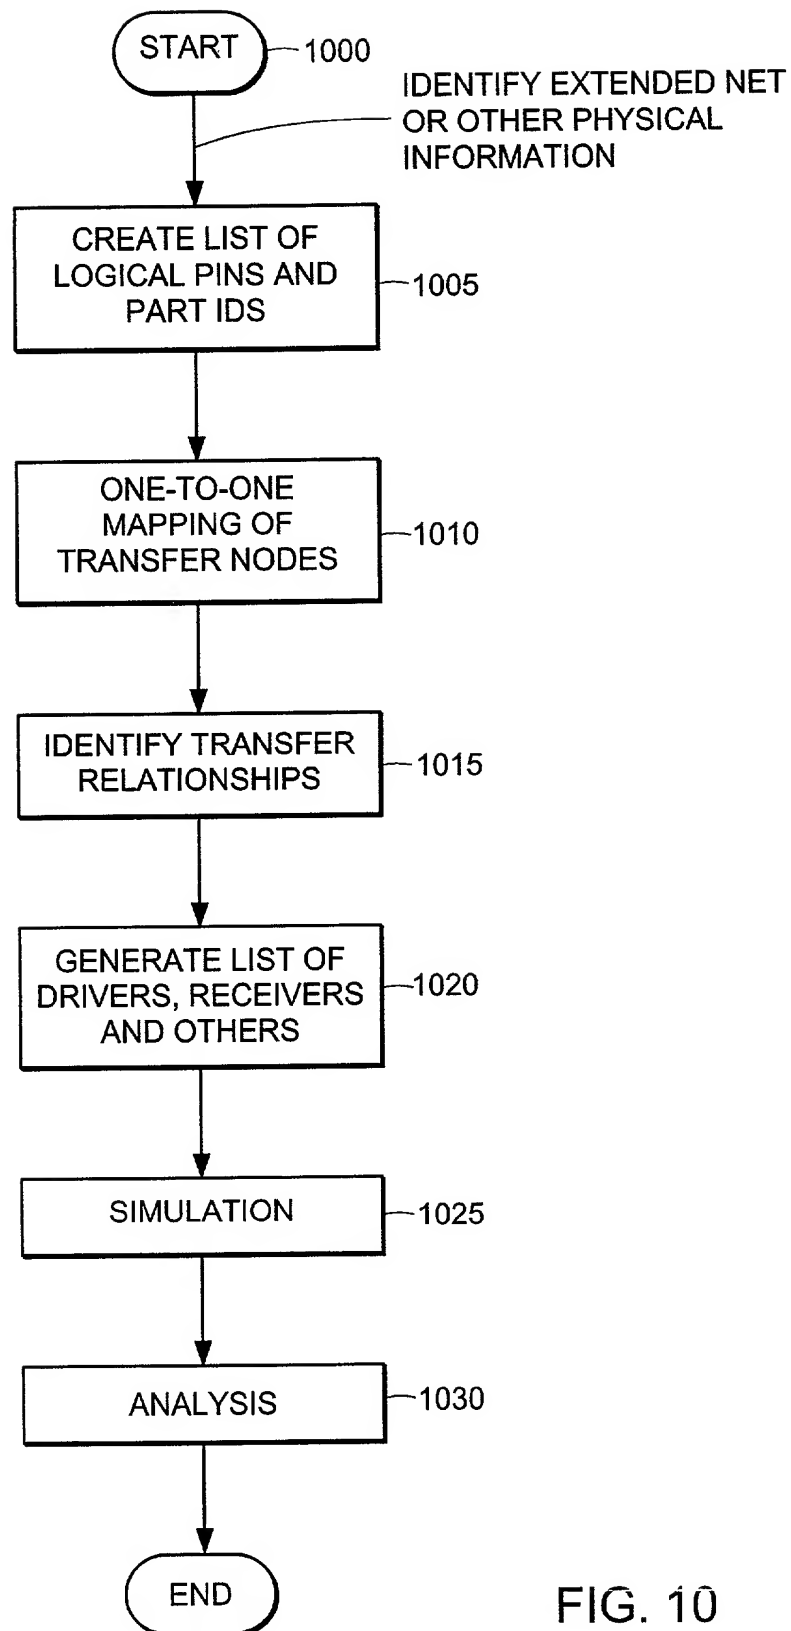 START
1000
IDENTIFY EXTENDED NET
OR OTHER PHYSICAL
INFORMATION
CREATE LIST OF
LOGICAL PINS AND
PART IDS
1005
ONE-TO-ONE
MAPPING OF
TRANSFER NODES
1010
IDENTIFY TRANSFER
RELATIONSHIPS
1015
GENERATE LIST OF
DRIVERS, RECEIVERS
AND OTHERS
1020
SIMULATION
1025
ANALYSIS
1030
END
FIG. 10